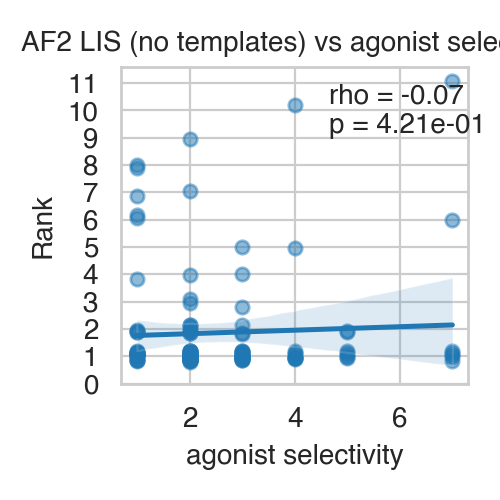 AF2 LIS (no templates) vs agonist
rho = -0.07
p = 4.21e-01
Rank
11
10
9
8
7
6
5
4
3
2
1
0
2 4 6
agonist selectivity